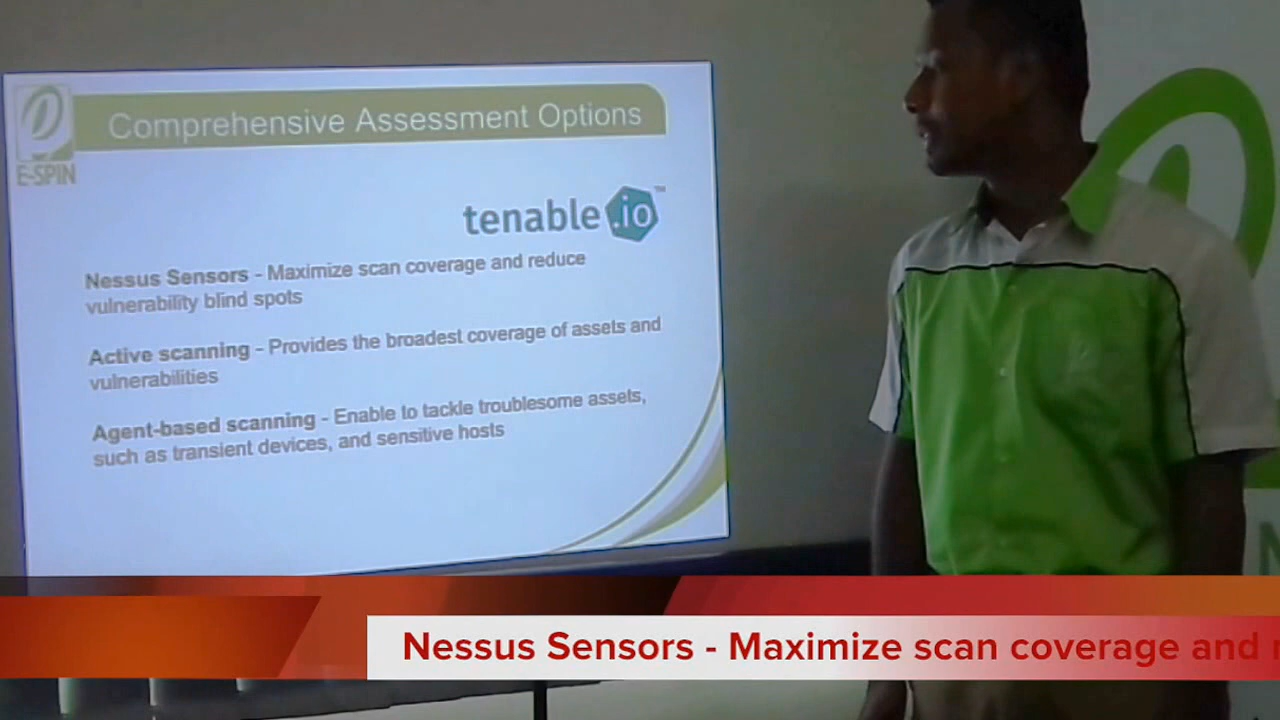 Comprehensive Assessment Options
E-SPIN
tenable.io™
Nessus Sensors - Maximize scan coverage and reduce
vulnerability blind spots
Active scanning - Provides the broadest coverage of assets and
vulnerabilities
Agent-based scanning - Enable to tackle troublesome assets,
such as transient devices, and sensitive hosts
Nessus Sensors - Maximize scan coverage and